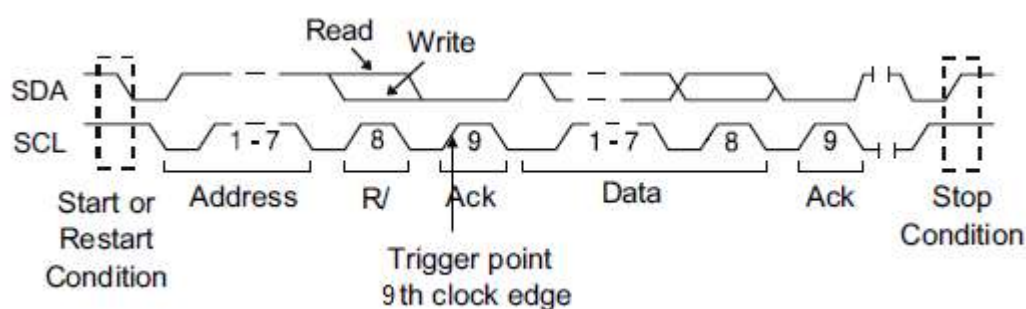 Read
Write
SDA
SCL
1 - 7
8
9
1 - 7
8
9
Address
R/
Ack
Data
Ack
Start or
Restart
Condition
Stop
Condition
Trigger point
9th clock edge